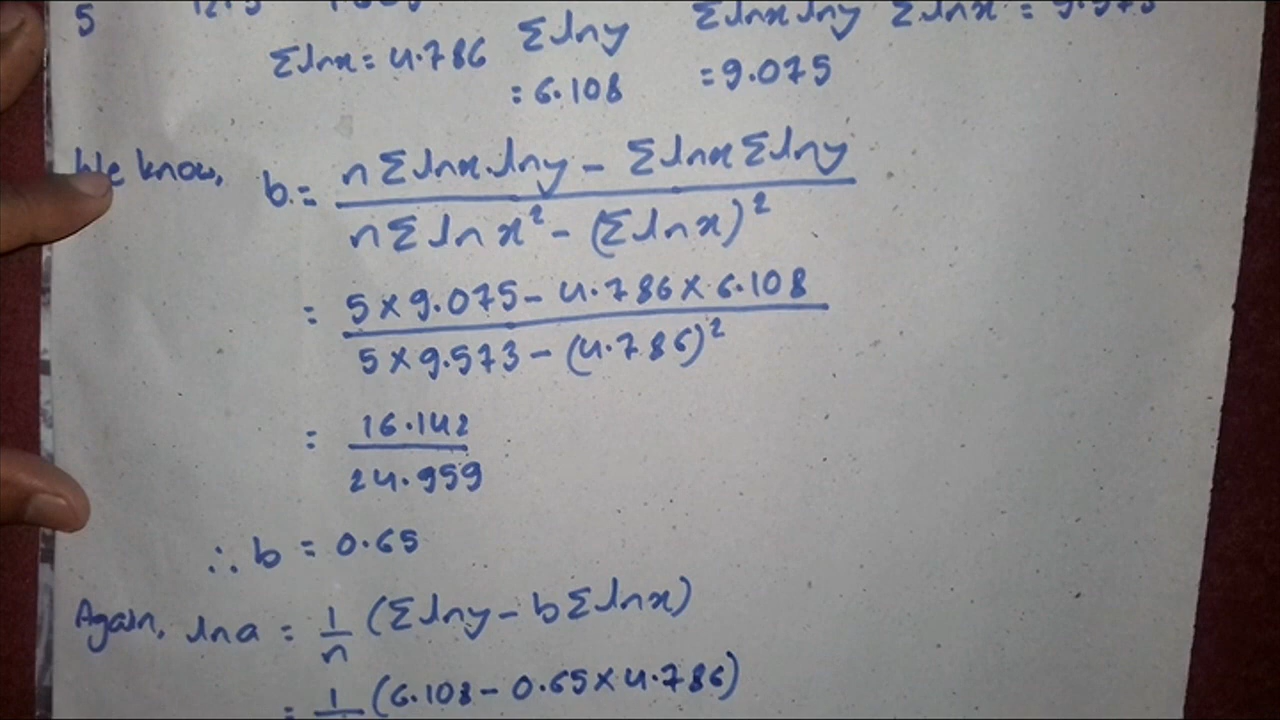 5
Σlnx = 4.786 Σlny Σlnxlny Σlnx = 9.573
= 6.108 = 9.075
We know, b = nΣlnx.lny - ΣlnxΣlny
nΣlnx² - (Σlnx)²
= 5×9.075 - 4.786×6.108
5×9.573 - (4.786)²
= 16.142
24.959
∴ b = 0.65
Again, lna = 1/n (Σlny - bΣlnx)
= 1 (6.108 - 0.65×4.786)